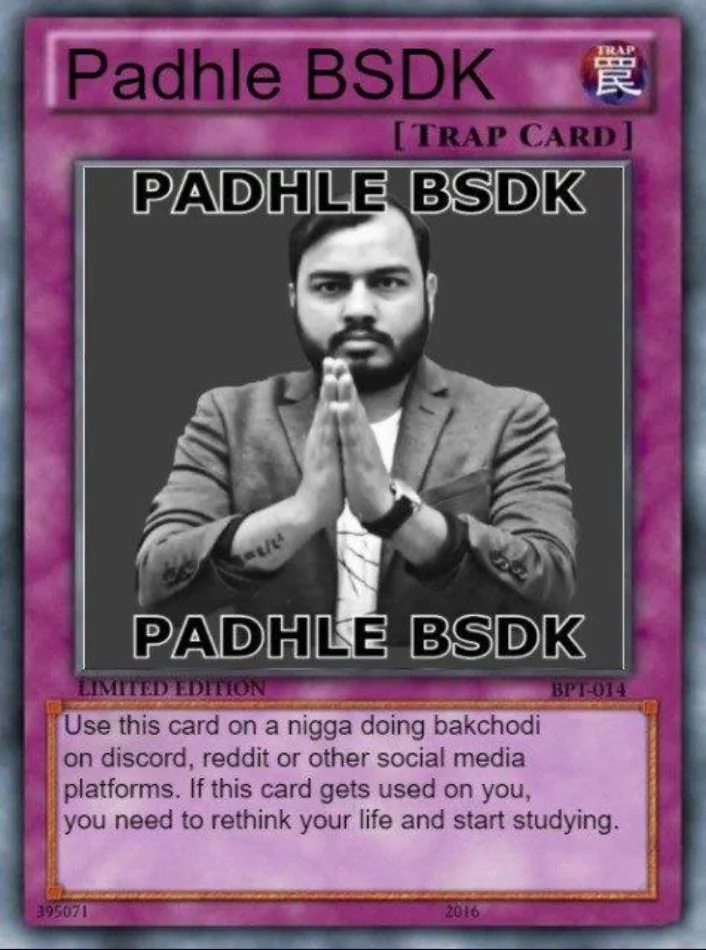 Padhle BSDK
TRAP
罠
[TRAP CARD]
PADHLE BSDK
PADHLE BSDK
LIMITED EDITION
BPT-014
Use this card on a nigga doing bakchodi
on discord, reddit or other social media
platforms. If this card gets used on you,
you need to rethink your life and start studying.
395071
2016